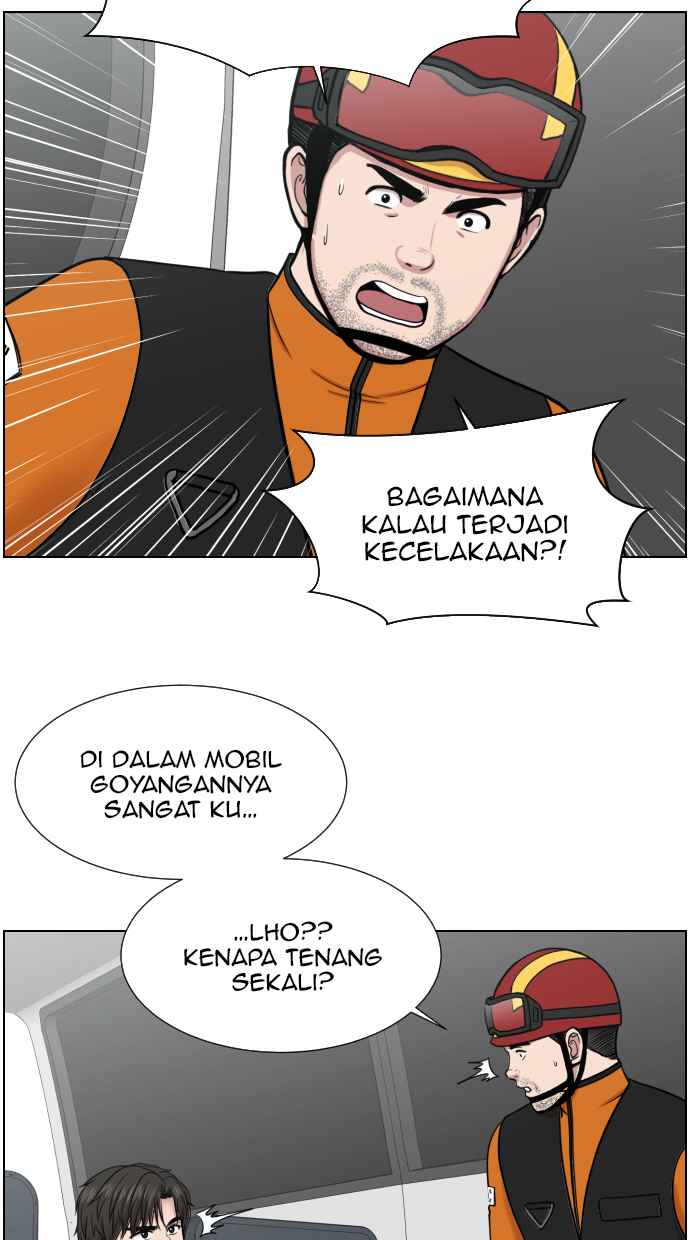 BAGAIMANA
KALAU TERJADI
KECELAKAAN?!
DI DALAM MOBIL
GOYANGANNYA
SANGAT KU...
...LHO??
KENAPA TENANG
SEKALI?